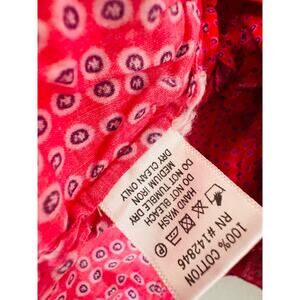 100% COTTON
RN #142846
HAND WASH
DO NOT BLEACH
DO NOT TUMBLE DRY
MEDIUM IRON
DRY CLEAN ONLY